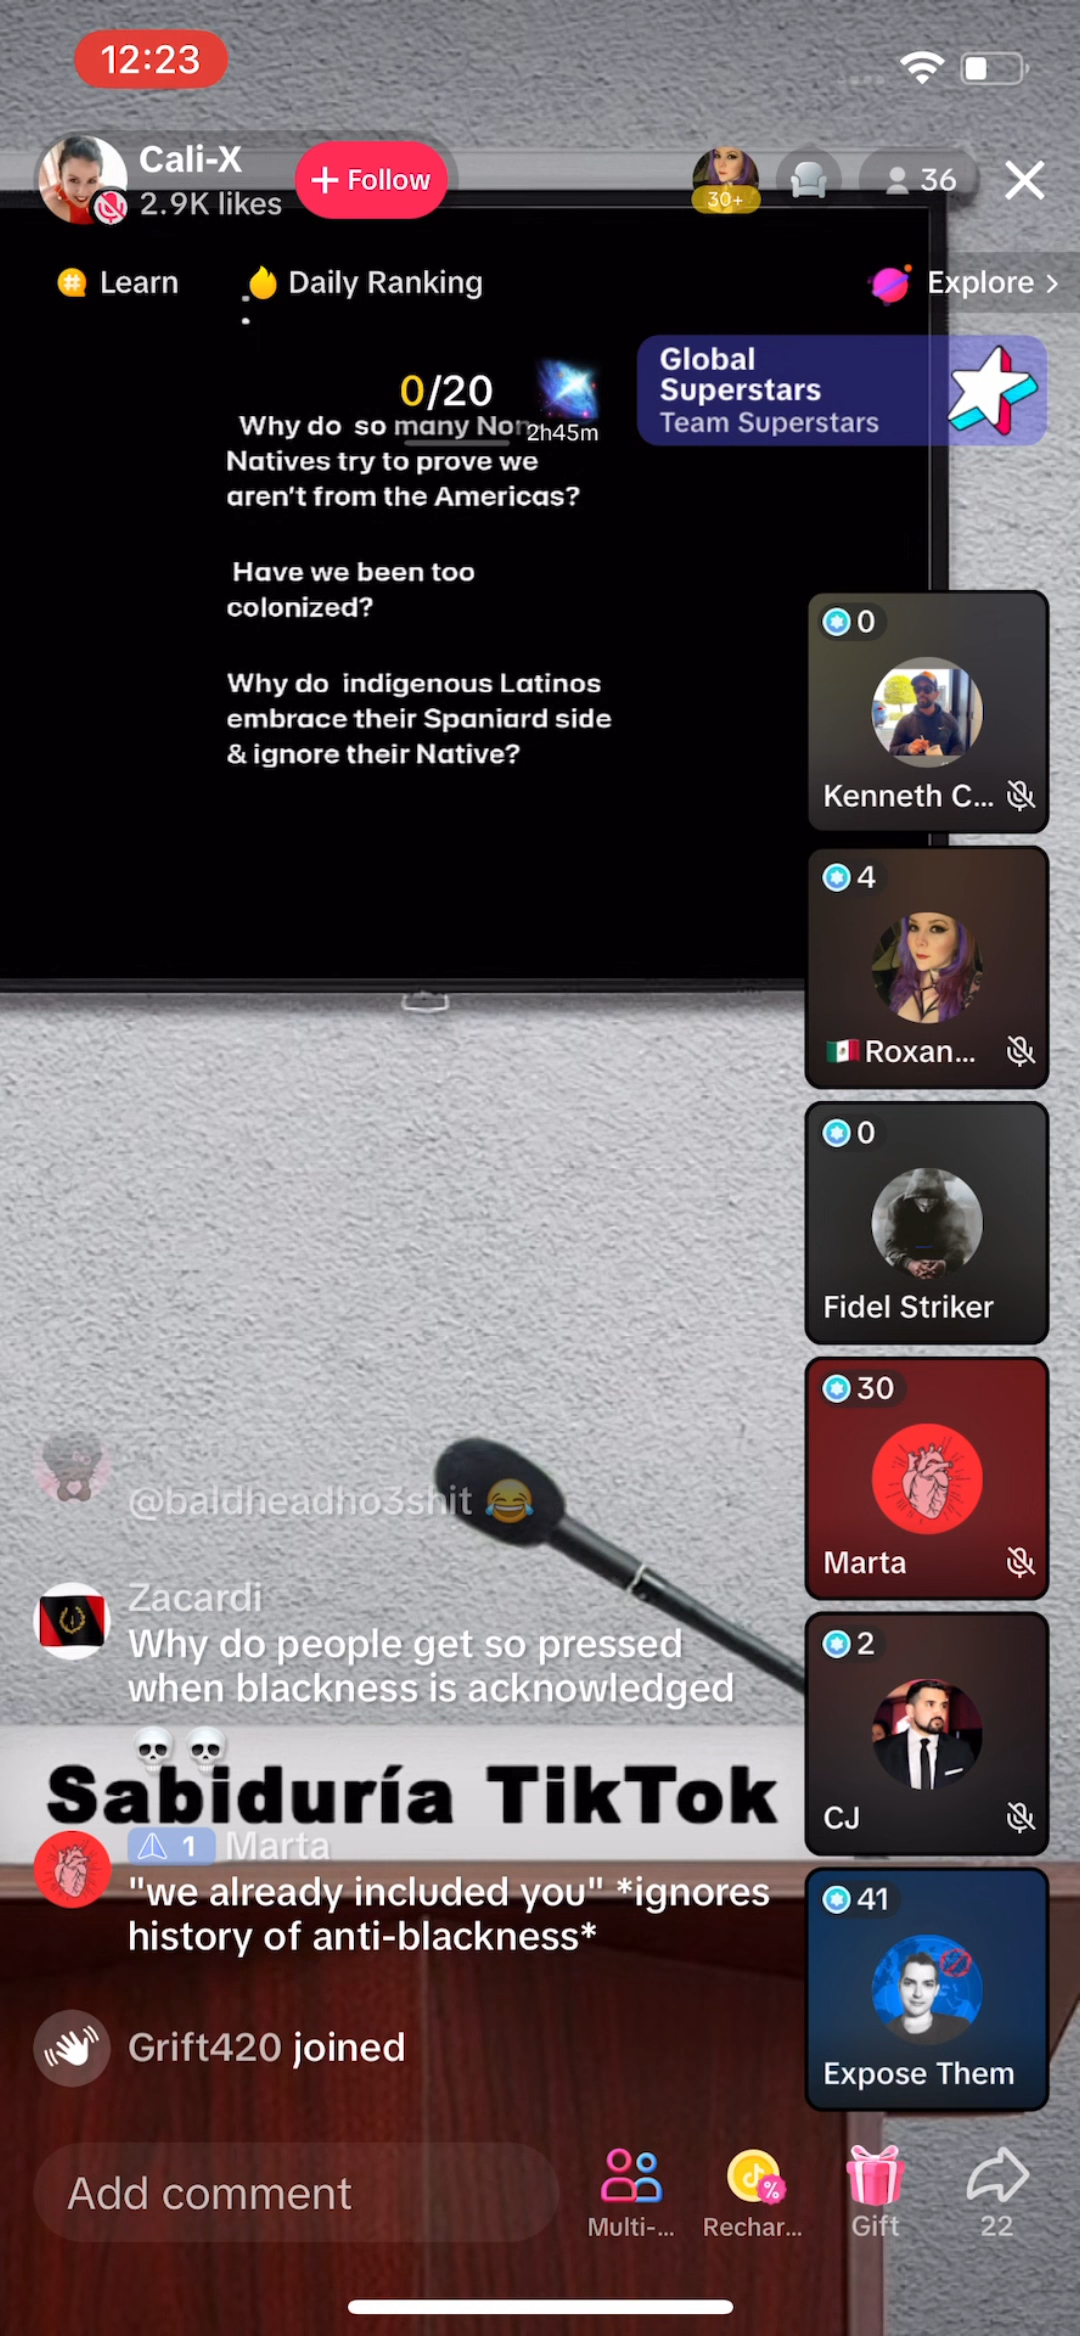 12:23
Cali-X
2.9K likes
+ Follow
30+
36
Learn
Daily Ranking
Explore >
0/20
2h45m
Global
Superstars
Team Superstars
Why do so many Non
Natives try to prove we
aren't from the Americas?
Have we been too
colonized?
Why do indigenous Latinos
embrace their Spaniard side
& ignore their Native?
0
Kenneth C...
4
🇲🇽 Roxan...
0
Fidel Striker
30
Marta
2
CJ
41
Expose Them
@baldheadho3shit 😂
Zacardi
Why do people get so pressed
when blackness is acknowledged
💀💀
Sabiduría TikTok
1 Marta
"we already included you" *ignores
history of anti-blackness*
Grift420 joined
Add comment
Multi-...
Rechar...
Gift
22